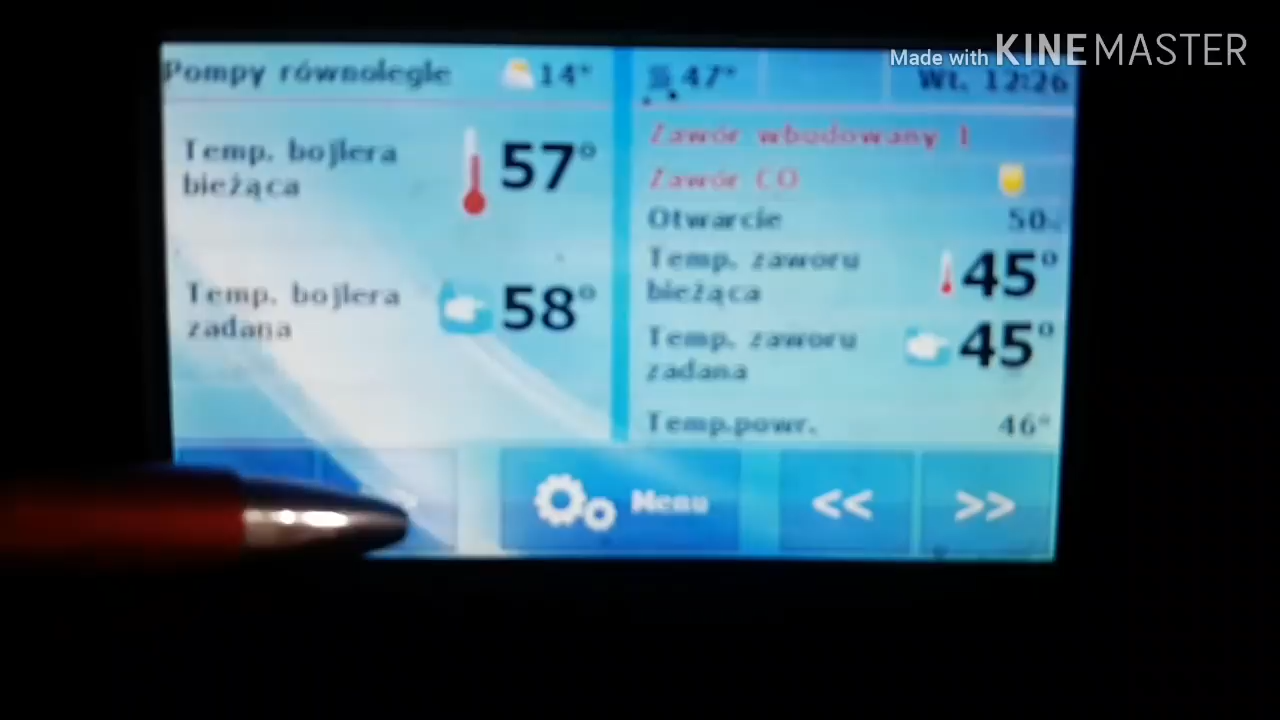 Made with KINEMASTER
Pompy równoległe 14° 47° Wt. 12:26
Temp. bojlera
bieżąca
57°
Temp. bojlera
zadana
58°
Zawór wbudowany 1
Zawór CO
Otwarcie 50%
Temp. zaworu
bieżąca
45°
Temp. zaworu
zadana
45°
Temp.powr. 46°
Menu << >>